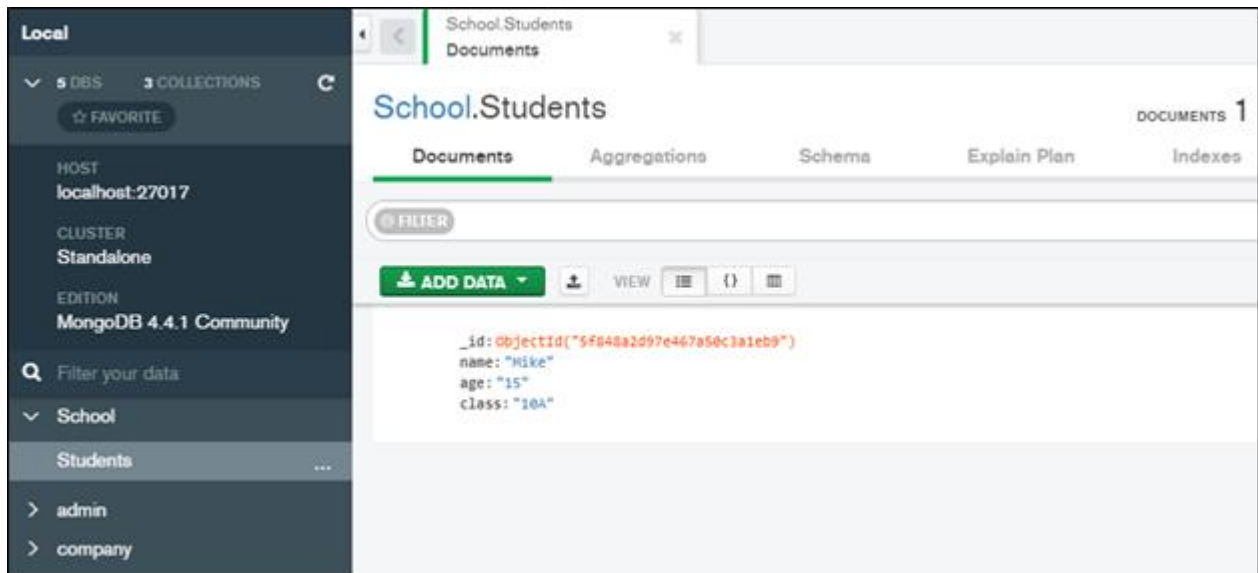 Local
5 DBS 3 COLLECTIONS
☆ FAVORITE
HOST
localhost:27017
CLUSTER
Standalone
EDITION
MongoDB 4.4.1 Community
Filter your data
School
Students ...
admin
company
School.Students
Documents
School.Students
DOCUMENTS 1
Documents Aggregations Schema Explain Plan Indexes
FILTER
ADD DATA VIEW {}
_id: ObjectId("5f848a2d97e467a50c3a1eb9")
name: "Mike"
age: "15"
class: "10A"